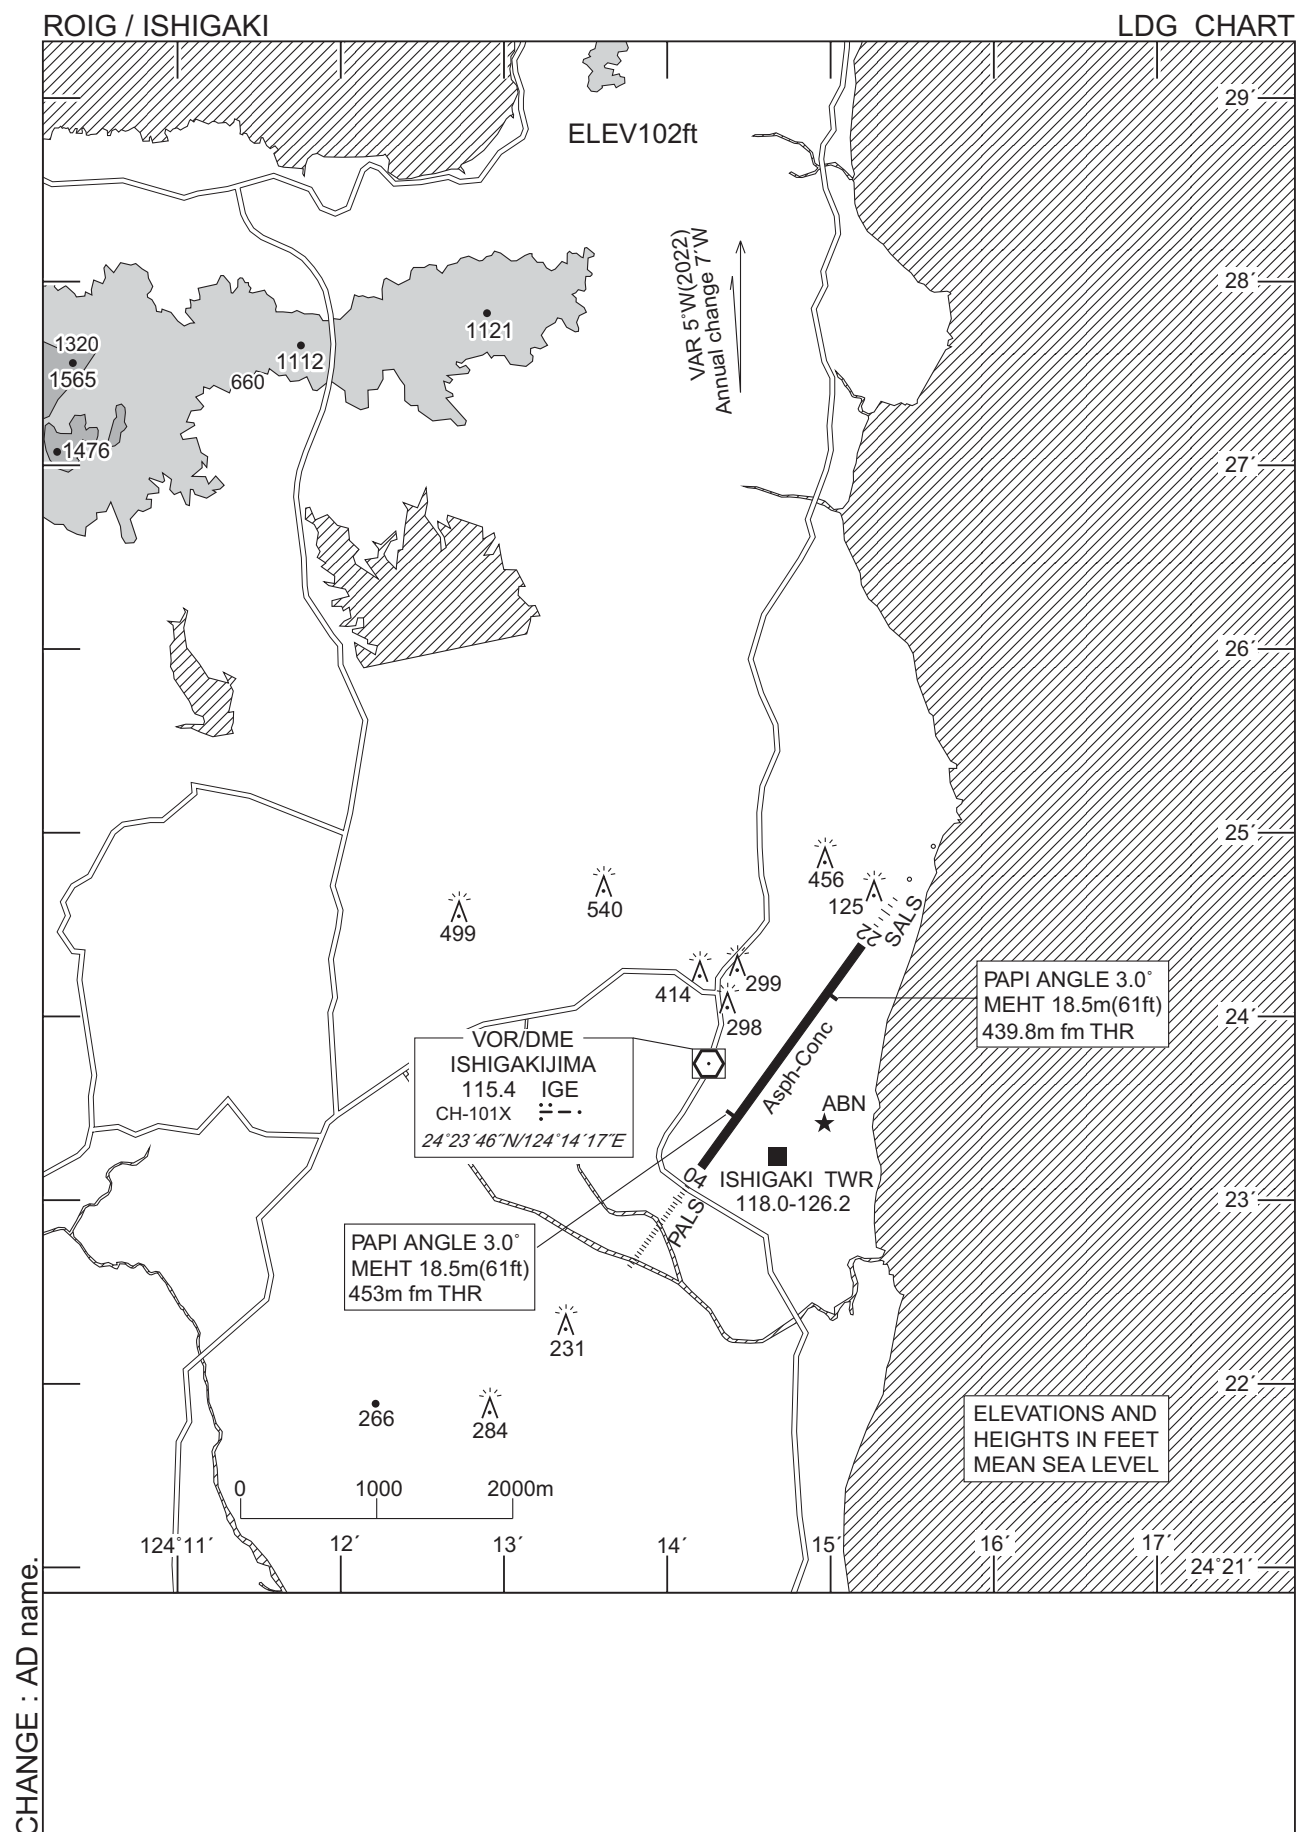 ROIG / ISHIGAKI
LDG CHART
29´
ELEV102ft
VAR 5˚W(2022)
Annual change 7´W
28´
1121
1320
1112
1565
660
1476
27´
26´
25´
456
125
540
499
22
SALS
414
299
298
PAPI ANGLE 3.0˚
MEHT 18.5m(61ft)
439.8m fm THR
24´
VOR/DME
ISHIGAKIJIMA
115.4 IGE
CH-101X
24˚23´46˝N/124˚14´17˝E
Asph-Conc
ABN
04
ISHIGAKI TWR
118.0-126.2
PALS
23´
PAPI ANGLE 3.0˚
MEHT 18.5m(61ft)
453m fm THR
231
22´
266
284
ELEVATIONS AND
HEIGHTS IN FEET
MEAN SEA LEVEL
0 1000 2000m
124˚11´ 12´ 13´ 14´ 15´ 16´ 17´
24˚21´
CHANGE : AD name.